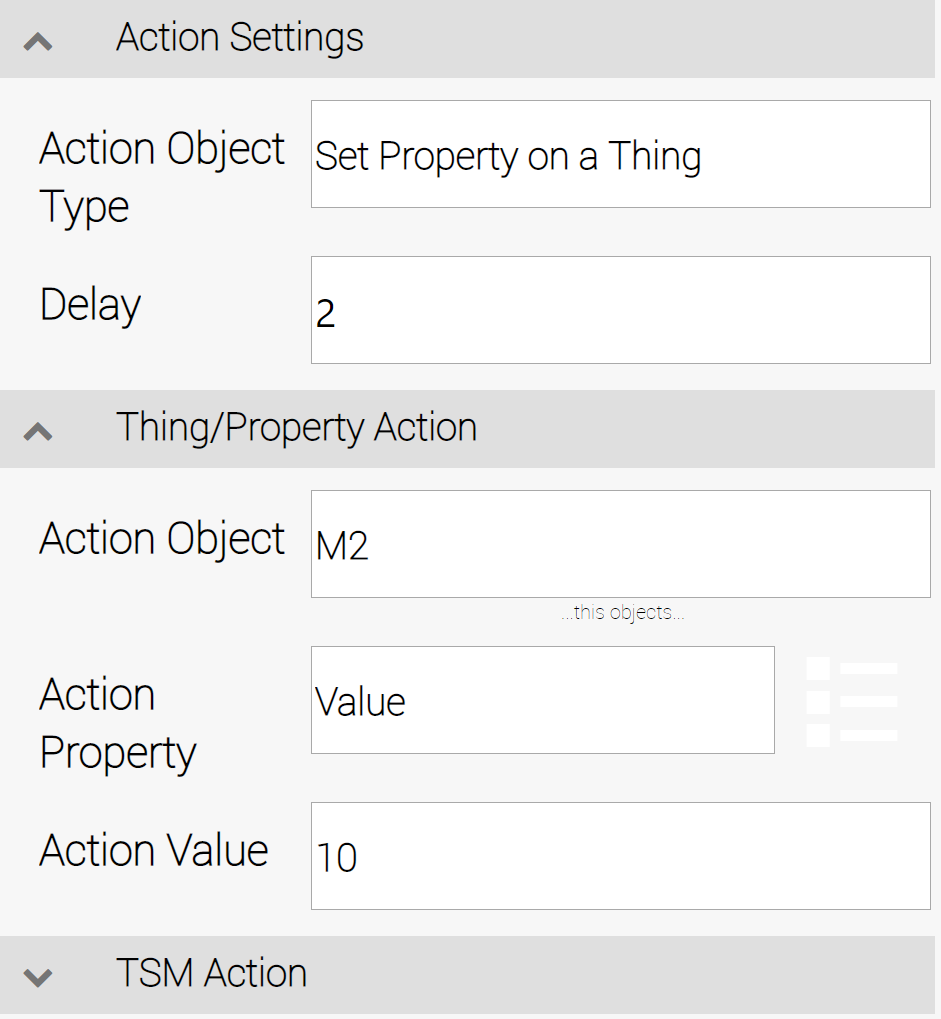 Action Settings
Action Object
Type
Set Property on a Thing
Delay
2
Thing/Property Action
Action Object
M2
...this objects...
Action
Property
Value
Action Value
10
TSM Action